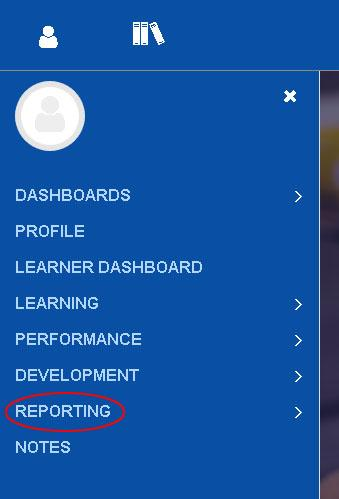 DASHBOARDS
PROFILE
LEARNER DASHBOARD
LEARNING
PERFORMANCE
DEVELOPMENT
REPORTING
NOTES